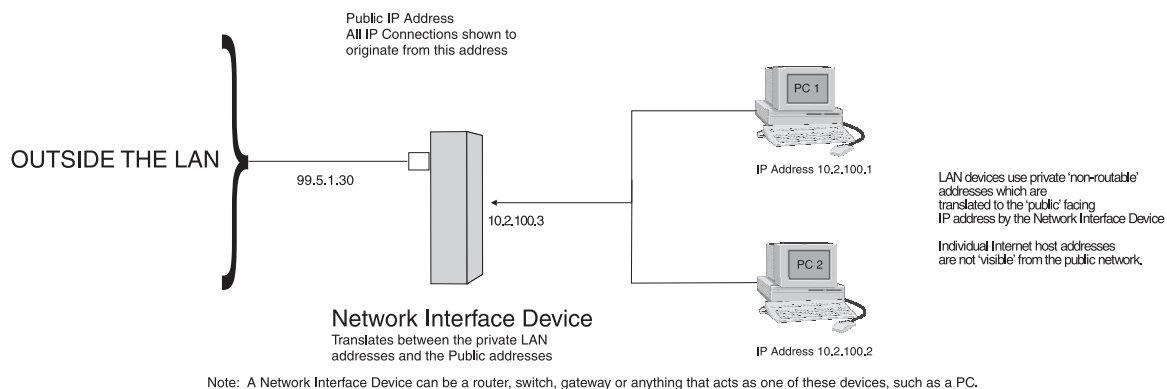 Public IP Address
All IP Connections shown to
originate from this address
OUTSIDE THE LAN
99.5.1.30
10.2.100.3
PC 1
IP Address 10.2.100.1
LAN devices use private 'non-routable'
addresses which are
translated to the 'public' facing
IP address by the Network Interface Device
Individual Internet host addresses
are not 'visible' from the public network.
PC 2
IP Address 10.2.100.2
Network Interface Device
Translates between the private LAN
addresses and the Public addresses
Note: A Network Interface Device can be a router, switch, gateway or anything that acts as one of these devices, such as a PC.